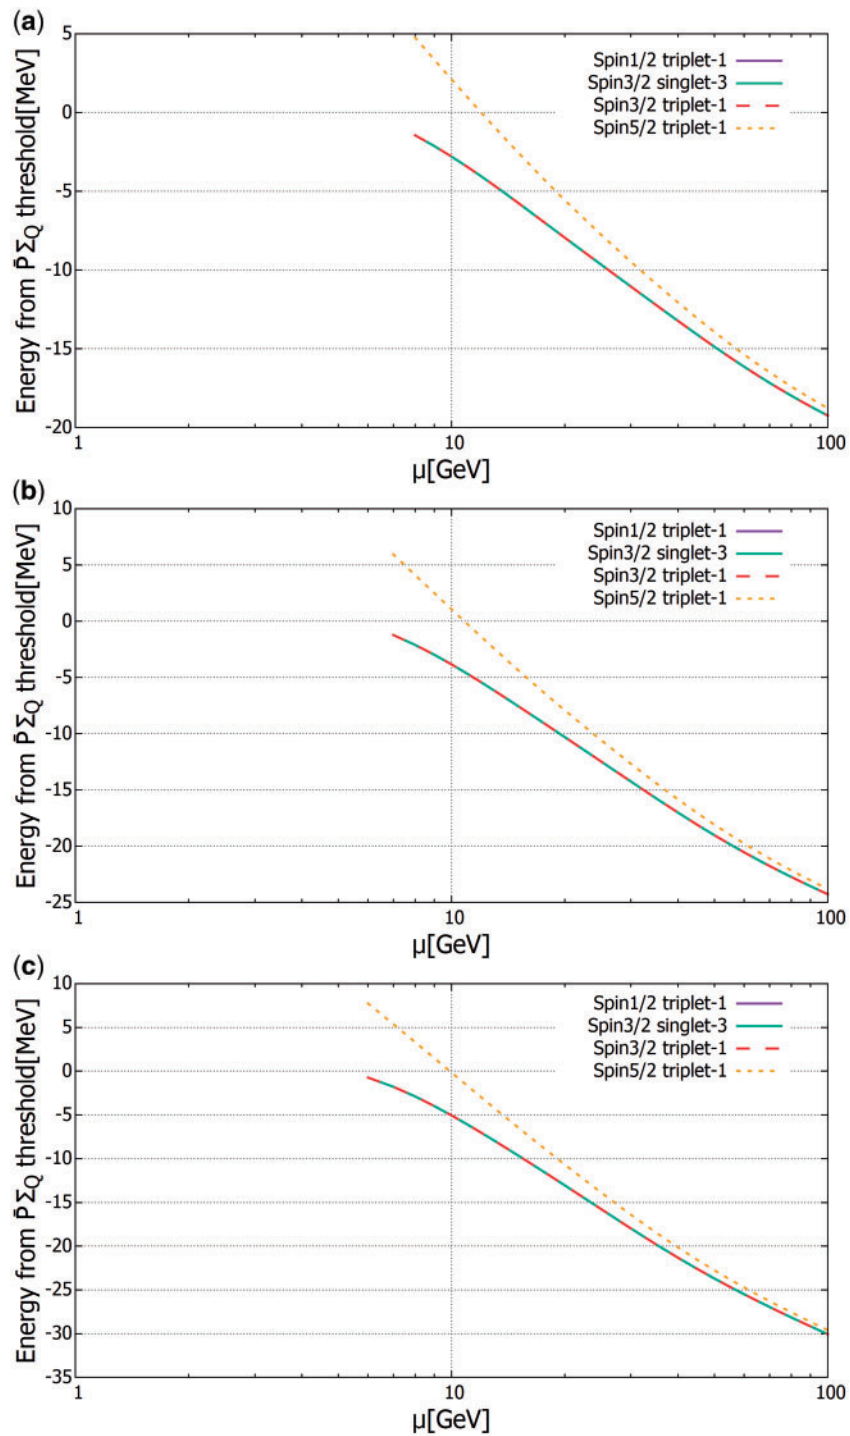 (a)
Energy from P̄Σ_Q threshold[MeV]
5
0
-5
-10
-15
-20
Spin1/2 triplet-1
Spin3/2 singlet-3
Spin3/2 triplet-1
Spin5/2 triplet-1
1 10 100
μ[GeV]
(b)
Energy from P̄Σ_Q threshold[MeV]
10
5
0
-5
-10
-15
-20
-25
Spin1/2 triplet-1
Spin3/2 singlet-3
Spin3/2 triplet-1
Spin5/2 triplet-1
1 10 100
μ[GeV]
(c)
Energy from P̄Σ_Q threshold[MeV]
10
5
0
-5
-10
-15
-20
-25
-30
-35
Spin1/2 triplet-1
Spin3/2 singlet-3
Spin3/2 triplet-1
Spin5/2 triplet-1
1 10 100
μ[GeV]